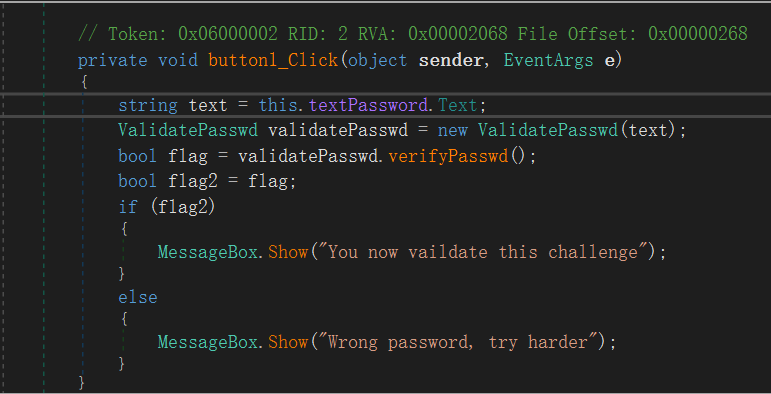 // Token: 0x06000002 RID: 2 RVA: 0x00002068 File Offset: 0x00000268
private void button1_Click(object sender, EventArgs e)
{
    string text = this.textPassword.Text;
    ValidatePasswd validatePasswd = new ValidatePasswd(text);
    bool flag = validatePasswd.verifyPasswd();
    bool flag2 = flag;
    if (flag2)
    {
        MessageBox.Show("You now vaildate this challenge");
    }
    else
    {
        MessageBox.Show("Wrong password, try harder");
    }
}